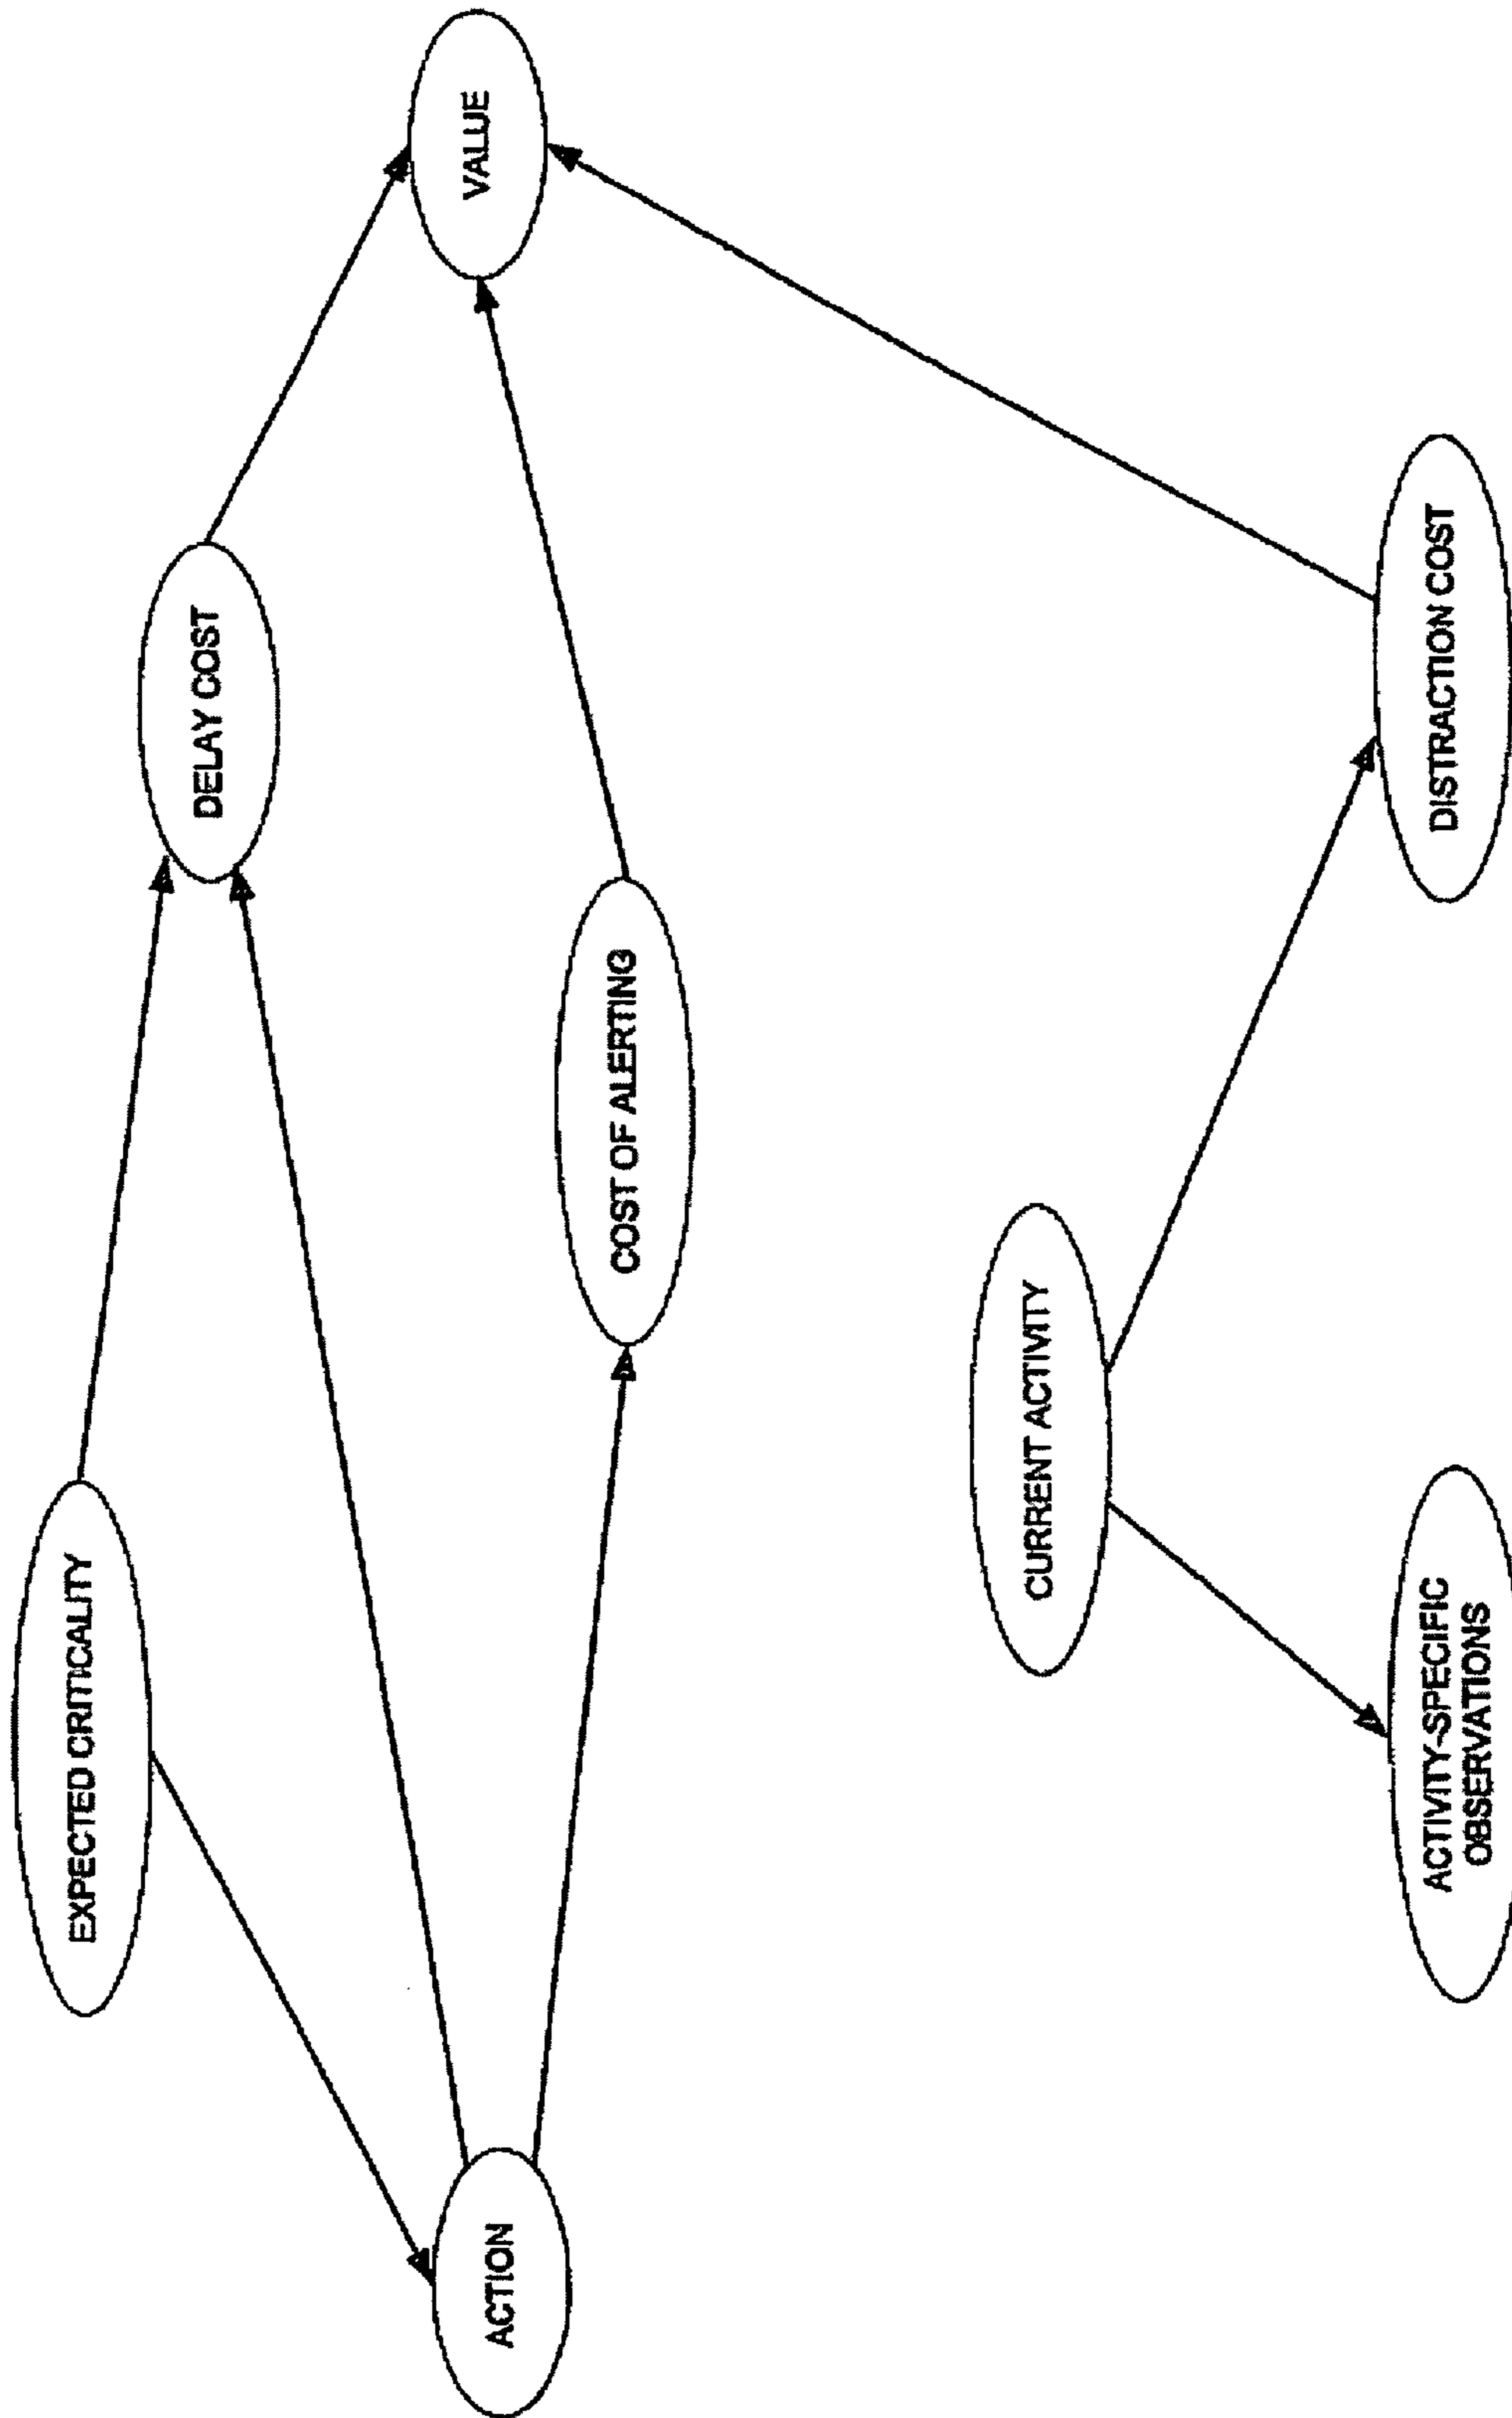 EXPECTED CRITICALITY
DELAY COST
ACTION
VALUE
COST OF ALERTING
CURRENT ACTIVITY
ACTIVITY-SPECIFIC
OBSERVATIONS
DISTRACTION COST